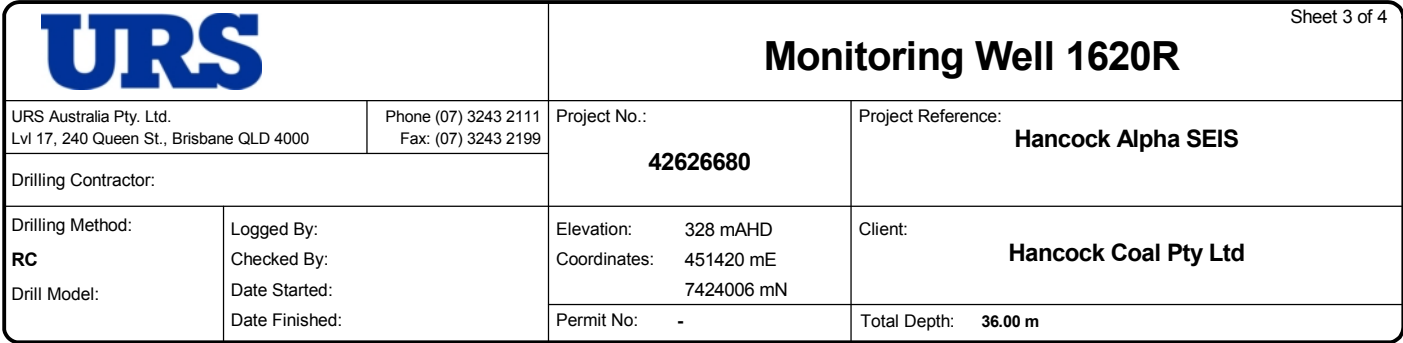 URS
Sheet 3 of 4
Monitoring Well 1620R
URS Australia Pty. Ltd.
Lvl 17, 240 Queen St., Brisbane QLD 4000
Phone (07) 3243 2111
Fax: (07) 3243 2199
Project No.:
42626680
Project Reference:
Hancock Alpha SEIS
Drilling Contractor:
Drilling Method:
RC
Drill Model:
Logged By:
Checked By:
Date Started:
Date Finished:
Elevation: 328 mAHD
Coordinates: 451420 mE
7424006 mN
Permit No: -
Client:
Hancock Coal Pty Ltd
Total Depth: 36.00 m